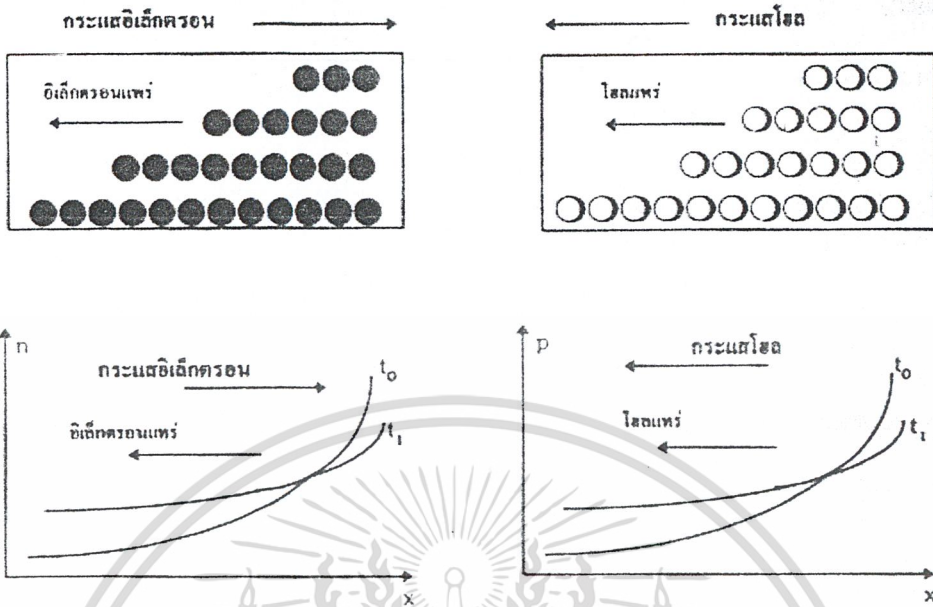 กระแสอิเล็กตรอน
กระแสโฮล
อิเล็กตรอนแพร่
โฮลแพร่
n
กระแสอิเล็กตรอน
t₀
อิเล็กตรอนแพร่
t₁
x
p
กระแสโฮล
t₀
โฮลแพร่
t₁
x